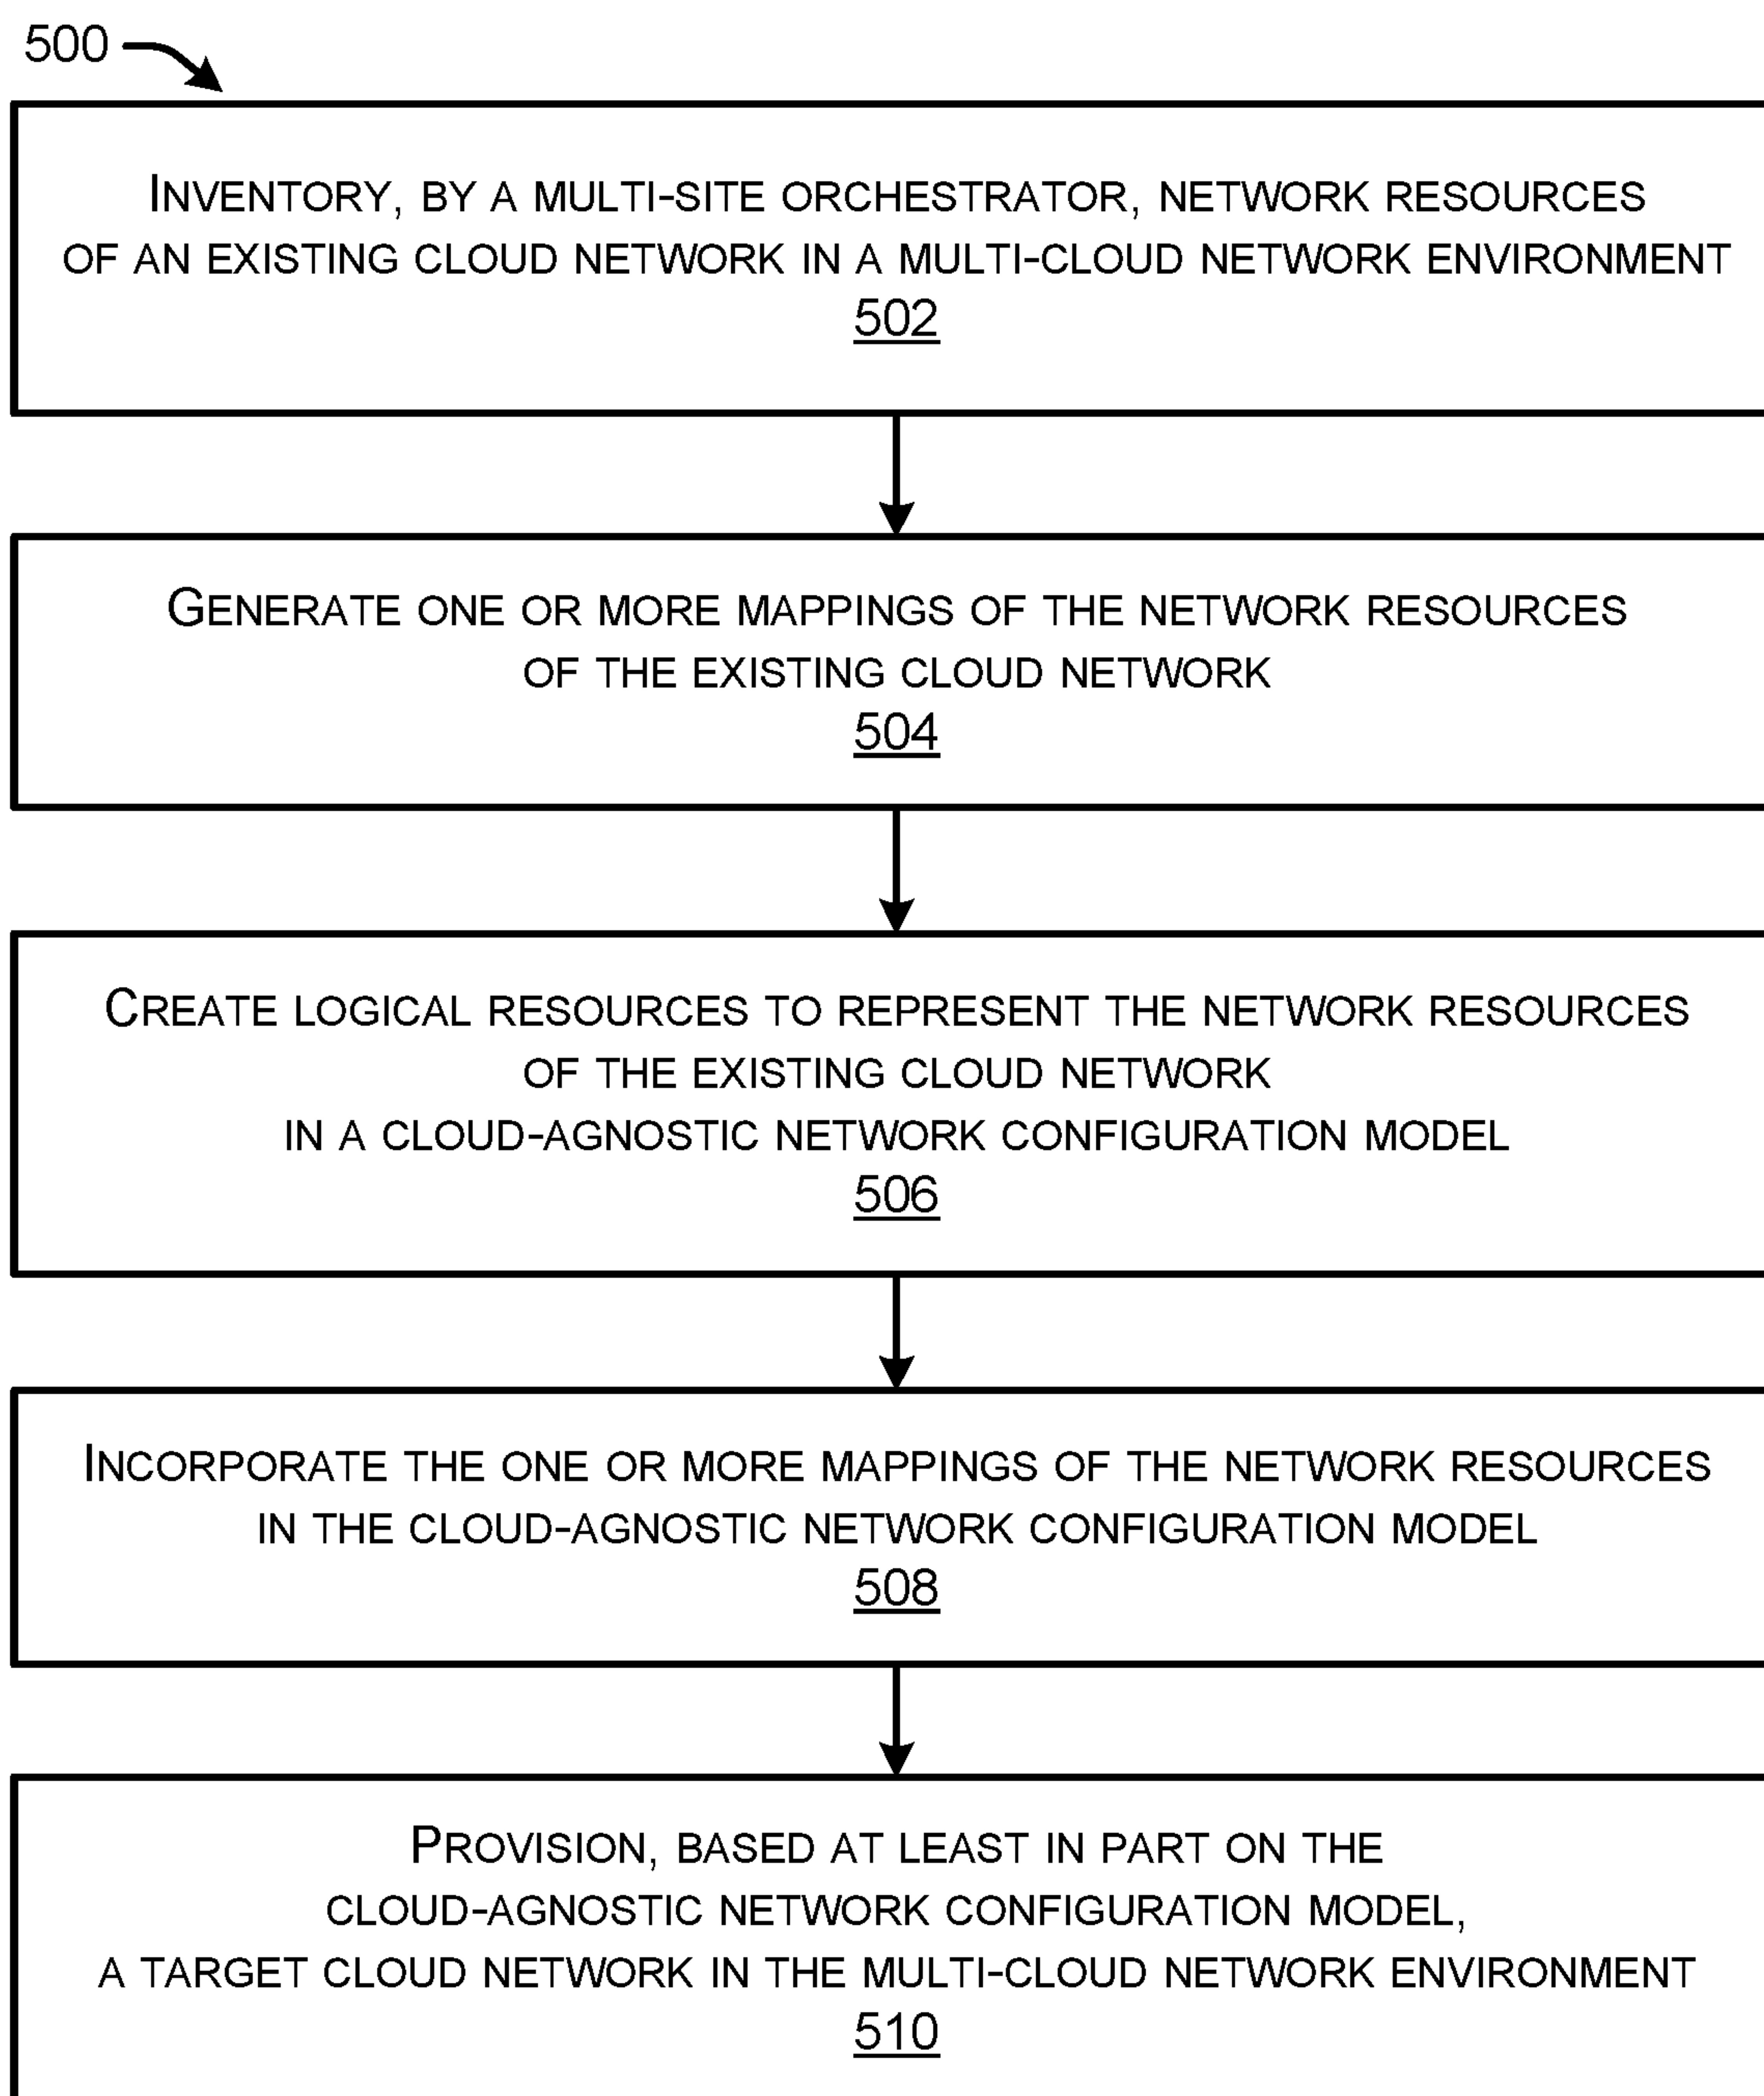 500
INVENTORY, BY A MULTI-SITE ORCHESTRATOR, NETWORK RESOURCES
OF AN EXISTING CLOUD NETWORK IN A MULTI-CLOUD NETWORK ENVIRONMENT
502
GENERATE ONE OR MORE MAPPINGS OF THE NETWORK RESOURCES
OF THE EXISTING CLOUD NETWORK
504
CREATE LOGICAL RESOURCES TO REPRESENT THE NETWORK RESOURCES
OF THE EXISTING CLOUD NETWORK
IN A CLOUD-AGNOSTIC NETWORK CONFIGURATION MODEL
506
INCORPORATE THE ONE OR MORE MAPPINGS OF THE NETWORK RESOURCES
IN THE CLOUD-AGNOSTIC NETWORK CONFIGURATION MODEL
508
PROVISION, BASED AT LEAST IN PART ON THE
CLOUD-AGNOSTIC NETWORK CONFIGURATION MODEL,
A TARGET CLOUD NETWORK IN THE MULTI-CLOUD NETWORK ENVIRONMENT
510